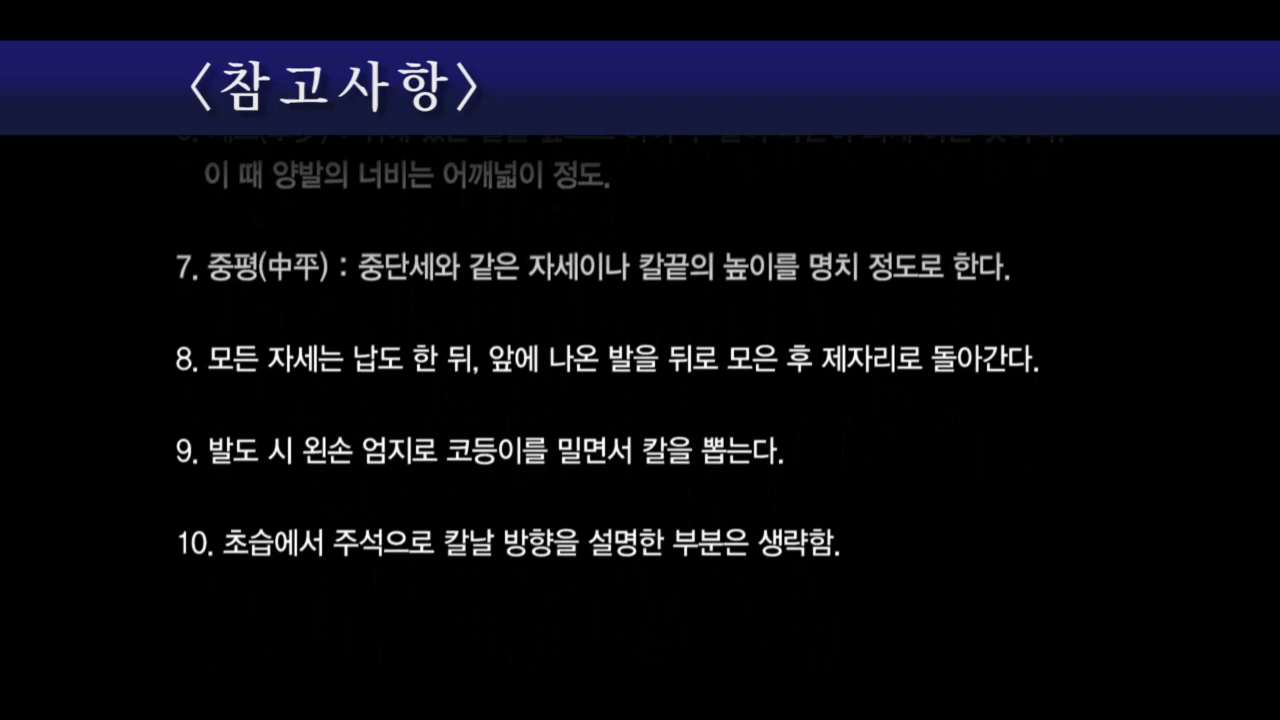 〈참고사항〉
이 때 양발의 너비는 어깨넓이 정도.
7. 중평(中平) : 중단세와 같은 자세이나 칼끝의 높이를 명치 정도로 한다.
8. 모든 자세는 납도 한 뒤, 앞에 나온 발을 뒤로 모은 후 제자리로 돌아간다.
9. 발도 시 왼손 엄지로 코등이를 밀면서 칼을 뽑는다.
10. 초습에서 주석으로 칼날 방향을 설명한 부분은 생략함.